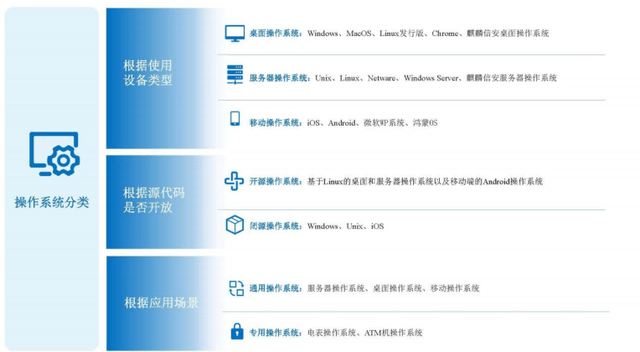 操作系统分类
根据使用
设备类型
桌面操作系统：Windows、MacOS、Linux发行版、Chrome、麒麟信安桌面操作系统
服务器操作系统：Unix、Linux、Netware、Windows Server、麒麟信安服务器操作系统
移动操作系统：iOS、Android、微软WP系统、鸿蒙OS
根据源代码
是否开放
开源操作系统：基于Linux的桌面和服务器操作系统以及移动端的Android操作系统
闭源操作系统：Windows、Unix、iOS
根据应用场景
通用操作系统：服务器操作系统、桌面操作系统、移动操作系统
专用操作系统：电表操作系统、ATM机操作系统